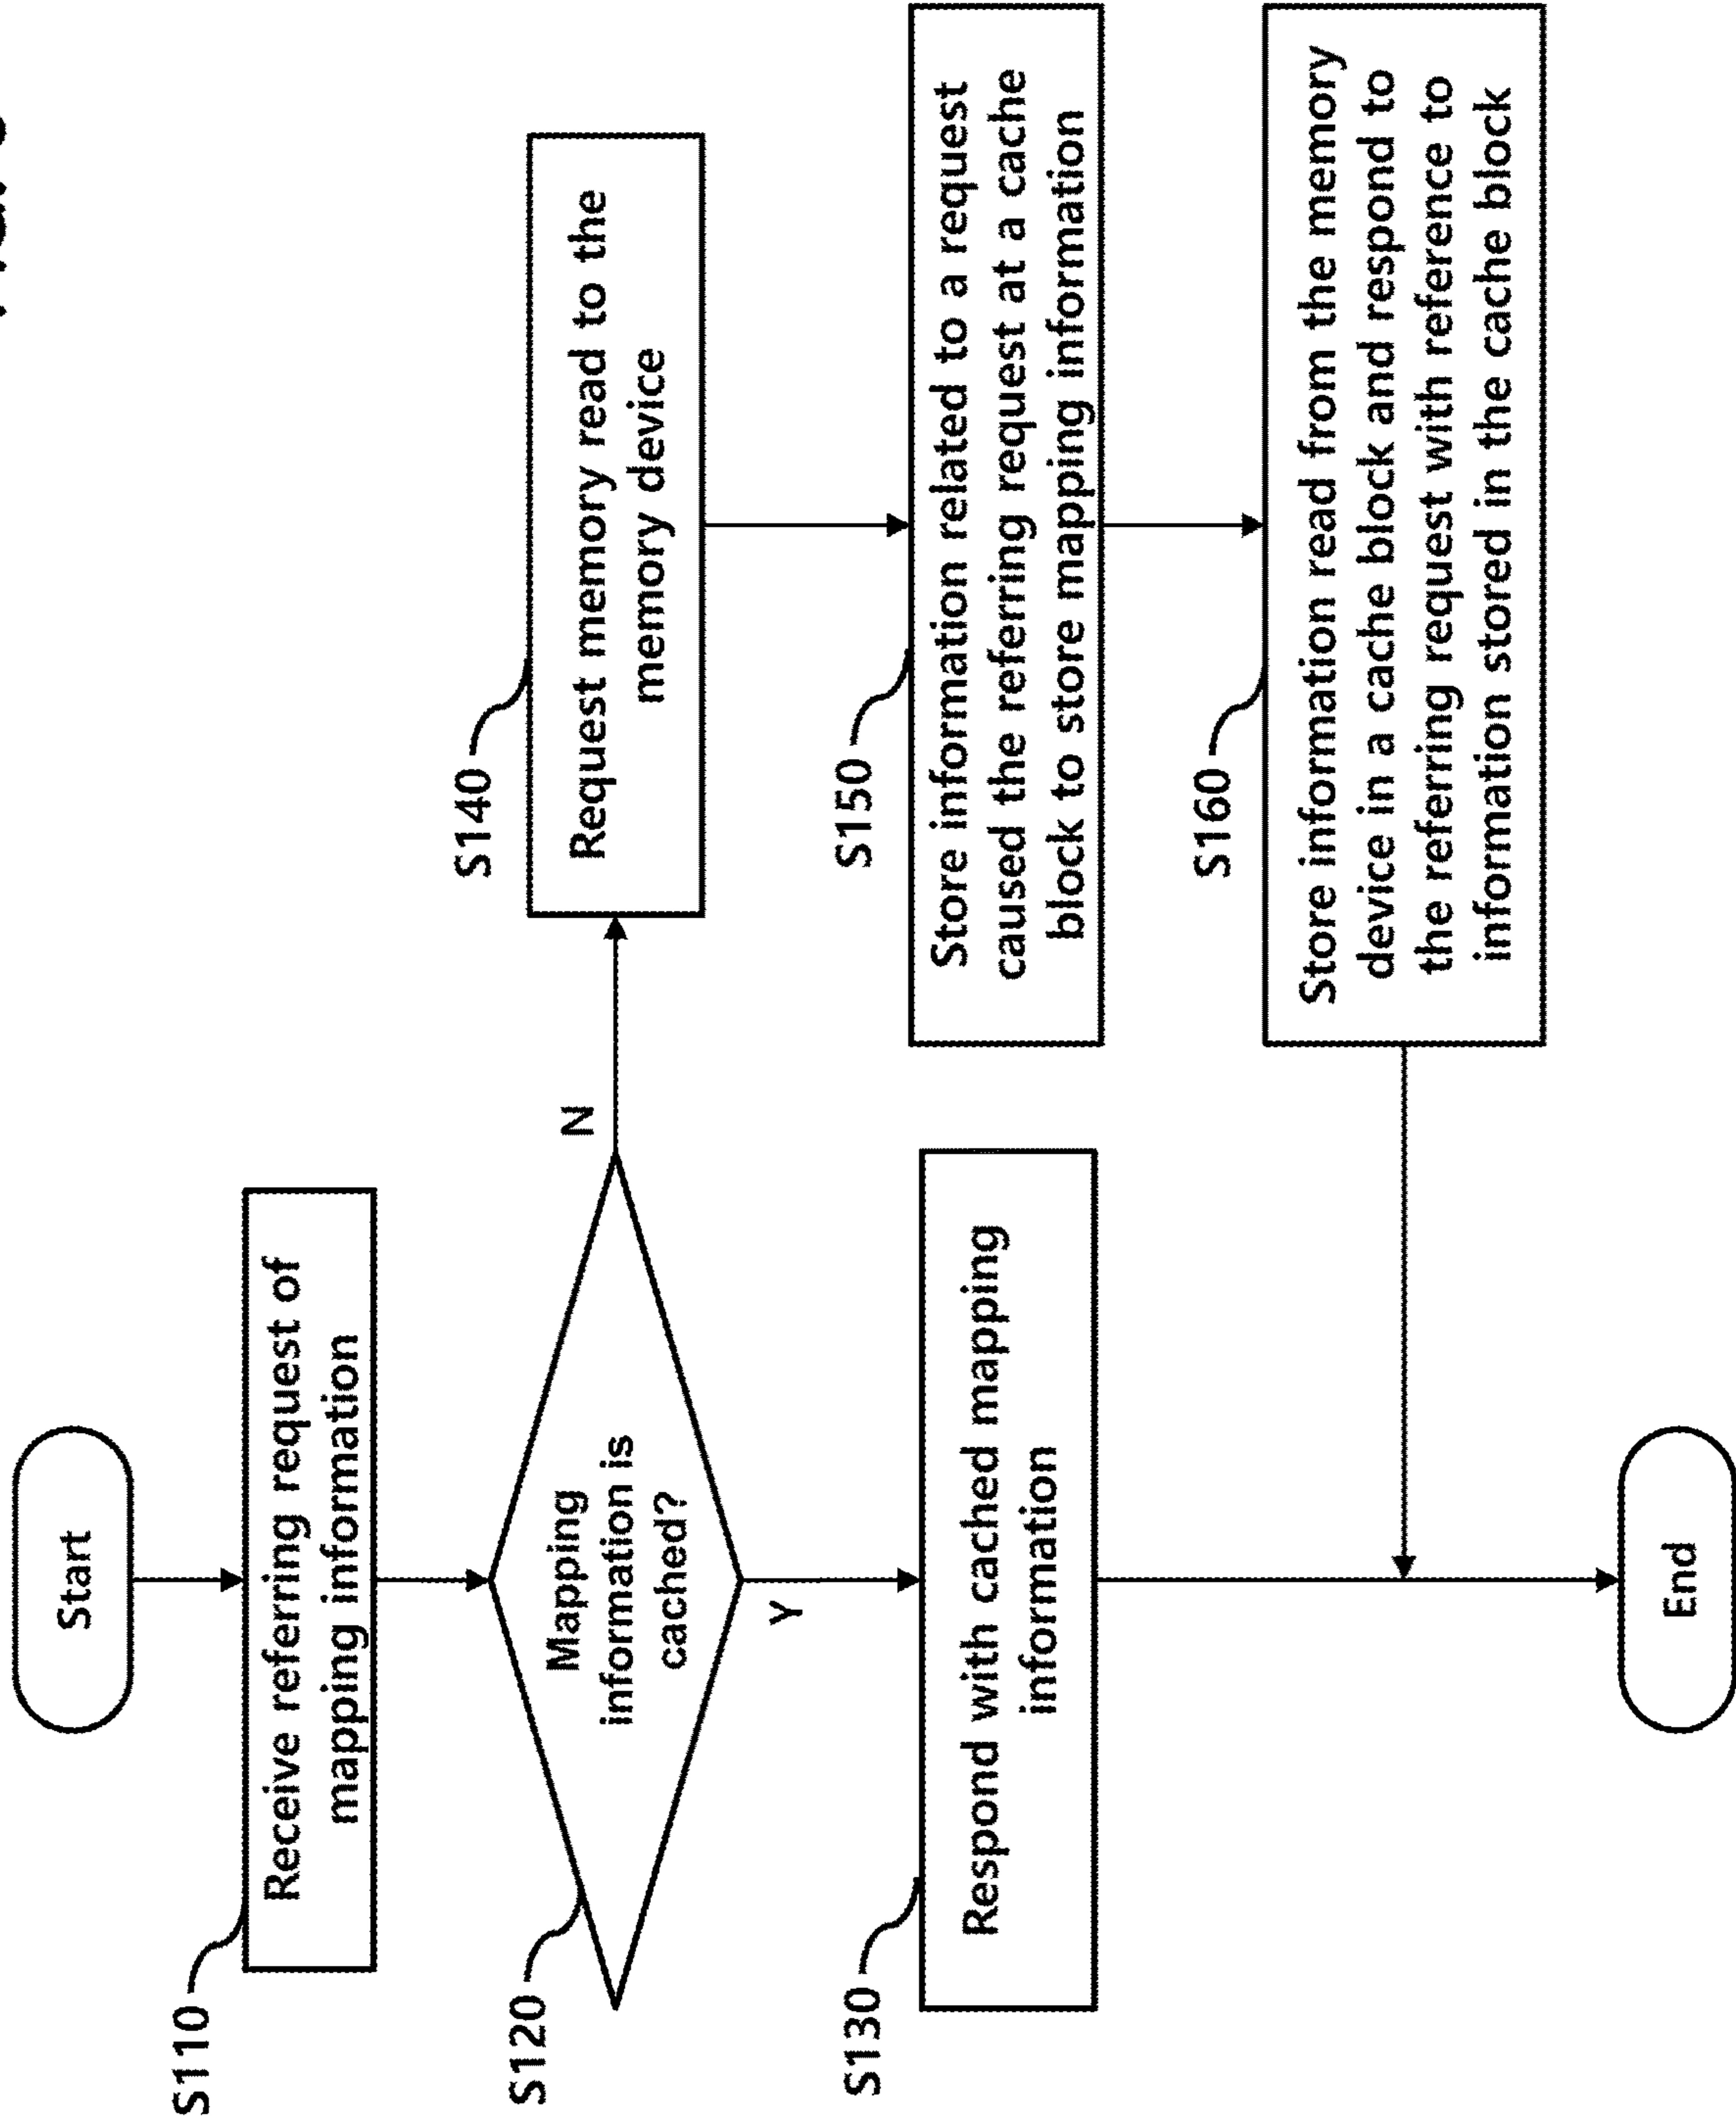 Start
S110
Receive referring request of
mapping information
S120
Mapping
information is
cached?
N
Y
S130
Respond with cached mapping
information
S140
Request memory read to the
memory device
S150
Store information related to a request
caused the referring request at a cache
block to store mapping information
S160
Store information read from the memory
device in a cache block and respond to
the referring request with reference to
information stored in the cache block
End